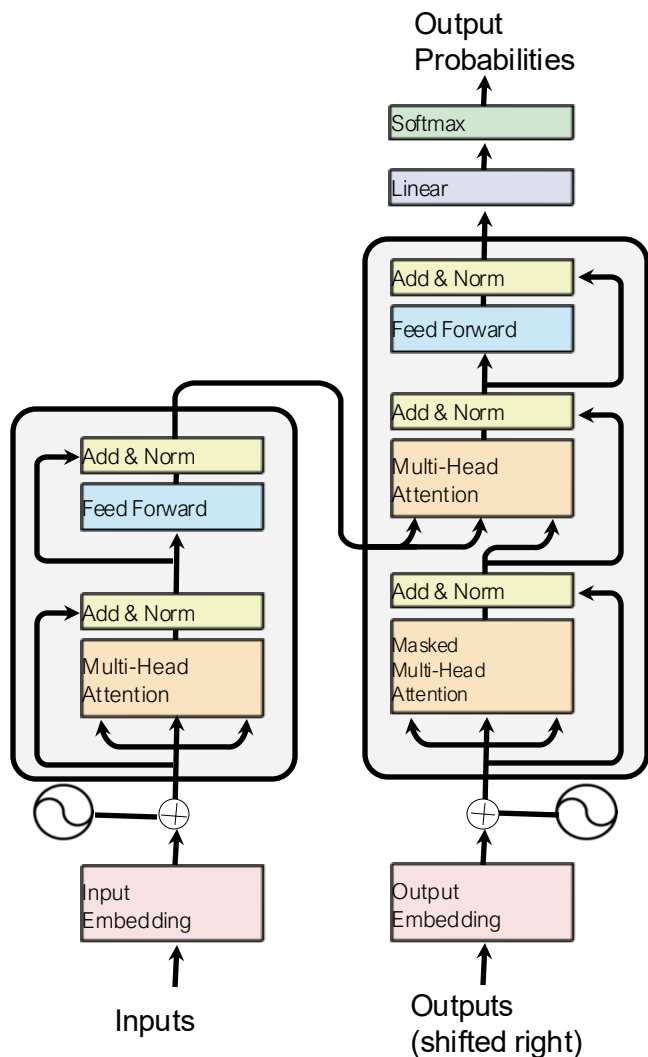 Output
Probabilities
Softmax
Linear
Add & Norm
Feed Forward
Add & Norm
Multi-Head
Attention
Add & Norm
Masked
Multi-Head
Attention
Output
Embedding
Outputs
(shifted right)
Add & Norm
Feed Forward
Add & Norm
Multi-Head
Attention
Input
Embedding
Inputs